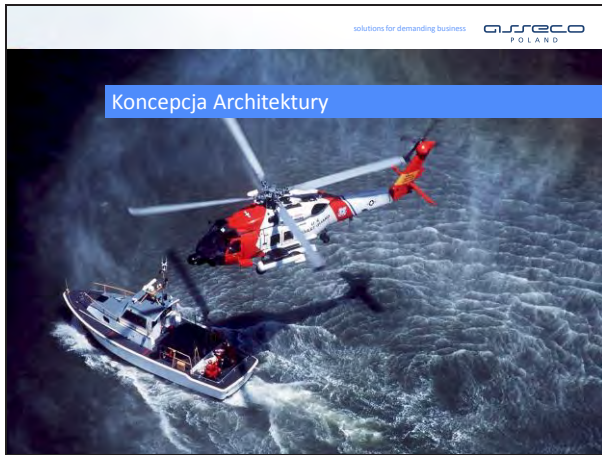 solutions for demanding business
asseco
POLAND
Koncepcja Architektury